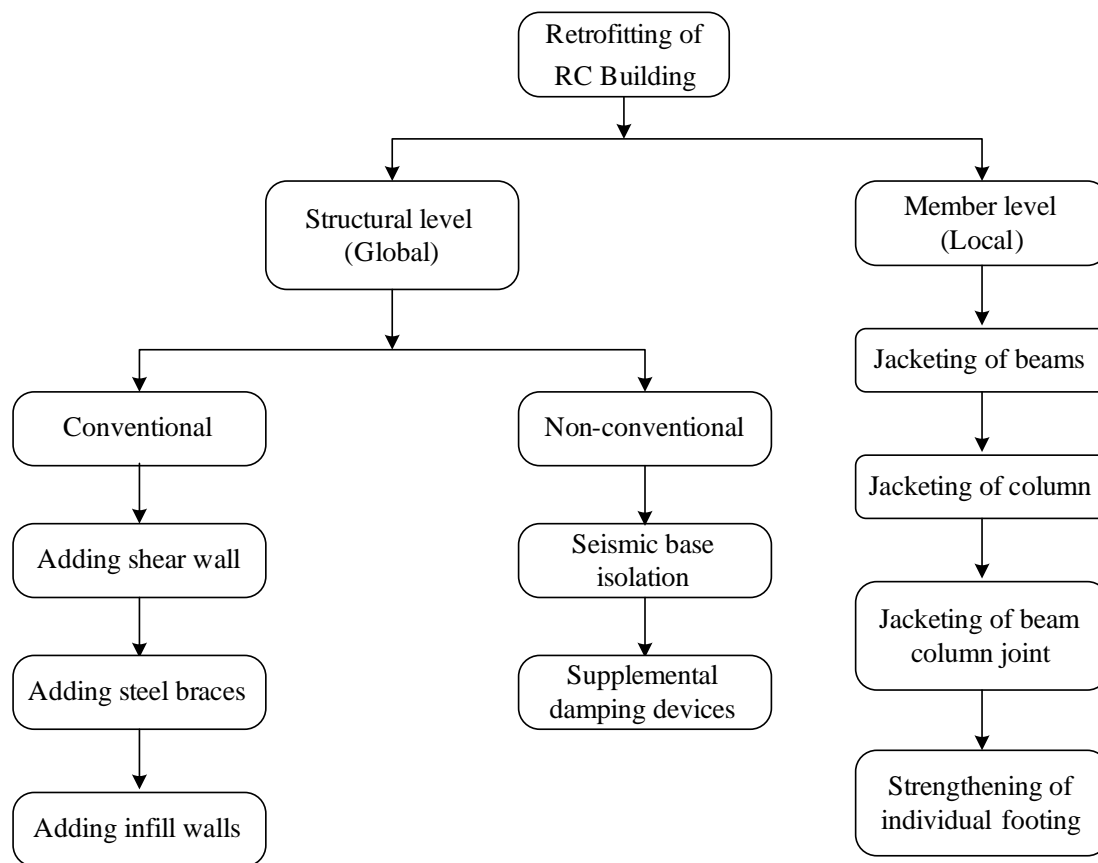 Retrofitting of
RC Building
Structural level
(Global)
Member level
(Local)
Conventional
Non-conventional
Jacketing of beams
Adding shear wall
Seismic base
isolation
Jacketing of column
Adding steel braces
Supplemental
damping devices
Jacketing of beam
column joint
Adding infill walls
Strengthening of
individual footing